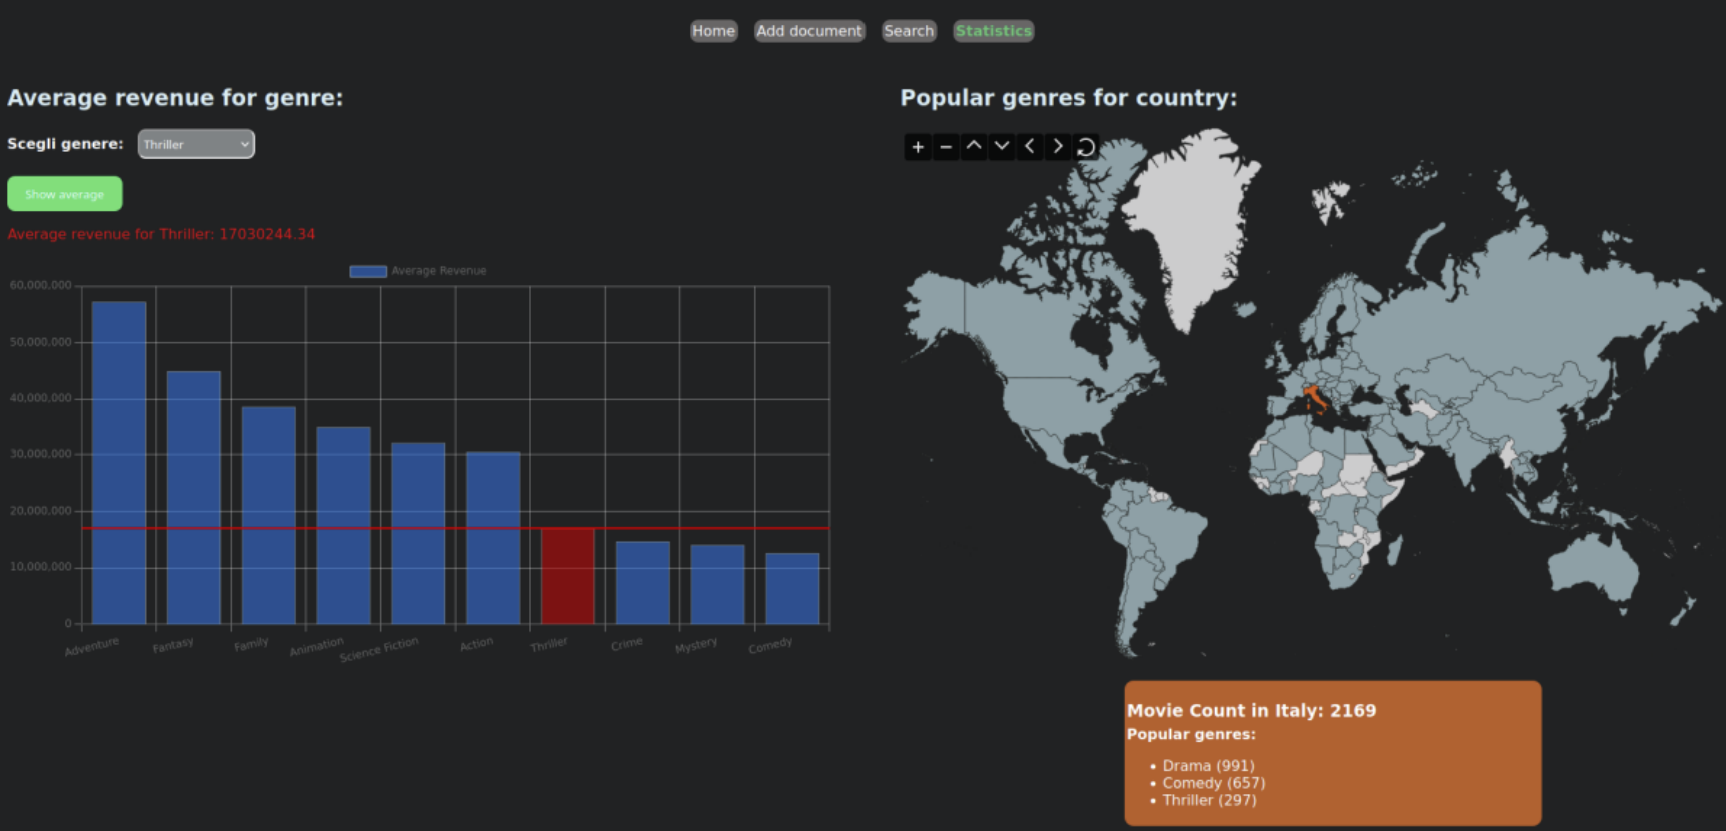 Home Add document Search Statistics
Average revenue for genre:
Scegli genere: Thriller
Show average
Average revenue for Thriller: 17030244.34
Average Revenue
60,000,000
50,000,000
40,000,000
30,000,000
20,000,000
10,000,000
0
Adventure Fantasy Family Animation Science Fiction Action Thriller Crime Mystery Comedy
Popular genres for country:
Movie Count in Italy: 2169
Popular genres:
• Drama (991)
• Comedy (657)
• Thriller (297)